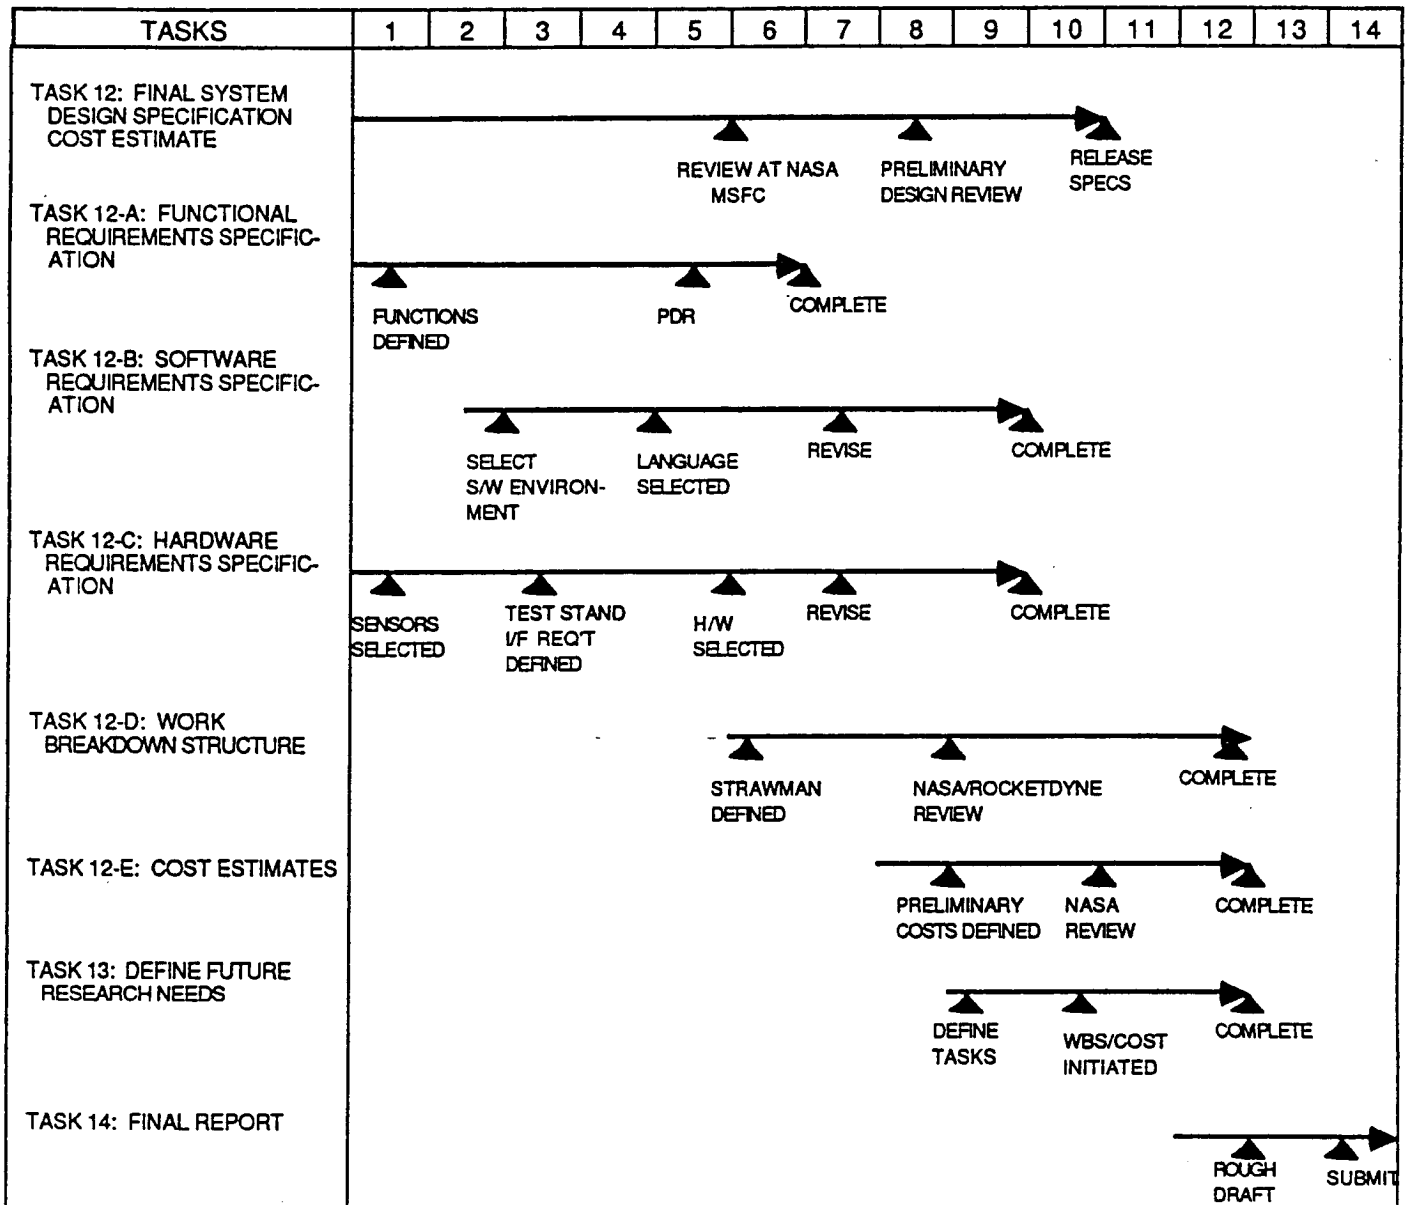 TASKS 1 2 3 4 5 6 7 8 9 10 11 12 13 14
TASK 12: FINAL SYSTEM
DESIGN SPECIFICATION
COST ESTIMATE
REVIEW AT NASA
MSFC
PRELIMINARY
DESIGN REVIEW
RELEASE
SPECS
TASK 12-A: FUNCTIONAL
REQUIREMENTS SPECIFIC-
ATION
FUNCTIONS
DEFINED
PDR
COMPLETE
TASK 12-B: SOFTWARE
REQUIREMENTS SPECIFIC-
ATION
SELECT
S/W ENVIRON-
MENT
LANGUAGE
SELECTED
REVISE
COMPLETE
TASK 12-C: HARDWARE
REQUIREMENTS SPECIFIC-
ATION
SENSORS
SELECTED
TEST STAND
I/F REQ'T
DEFINED
H/W
SELECTED
REVISE
COMPLETE
TASK 12-D: WORK
BREAKDOWN STRUCTURE
STRAWMAN
DEFINED
NASA/ROCKETDYNE
REVIEW
COMPLETE
TASK 12-E: COST ESTIMATES
PRELIMINARY
COSTS DEFINED
NASA
REVIEW
COMPLETE
TASK 13: DEFINE FUTURE
RESEARCH NEEDS
DEFINE
TASKS
WBS/COST
INITIATED
COMPLETE
TASK 14: FINAL REPORT
ROUGH
DRAFT
SUBMIT